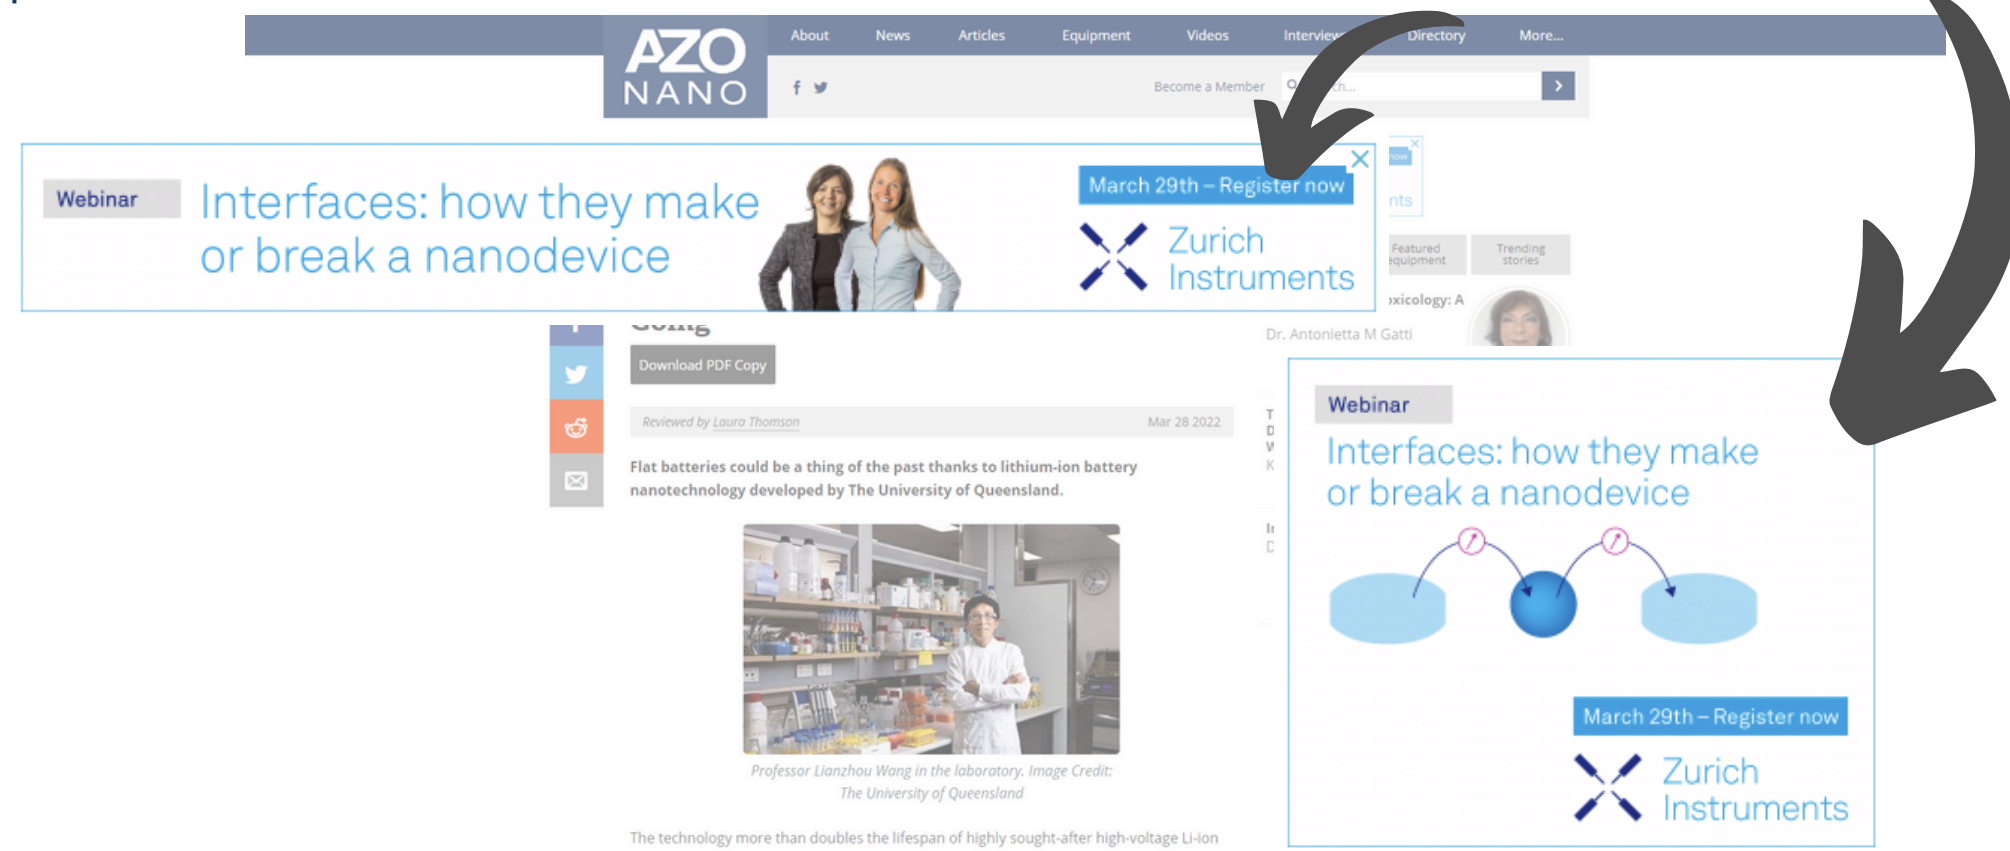 AZO
NANO
About News Articles Equipment Videos Interviews Directory More...
Become a Member
Webinar
Interfaces: how they make
or break a nanodevice
March 29th – Register now
Zurich
Instruments
now
nts
Featured
equipment
Trending
stories
oxicology: A
Dr. Antonietta M Gatti
Going
Download PDF Copy
Reviewed by Laura Thomson
Mar 28 2022
Flat batteries could be a thing of the past thanks to lithium-ion battery
nanotechnology developed by The University of Queensland.
Professor Lianzhou Wang in the laboratory. Image Credit:
The University of Queensland
The technology more than doubles the lifespan of highly sought-after high-voltage Li-ion
T
D
W
K
D
Webinar
Interfaces: how they make
or break a nanodevice
March 29th – Register now
Zurich
Instruments